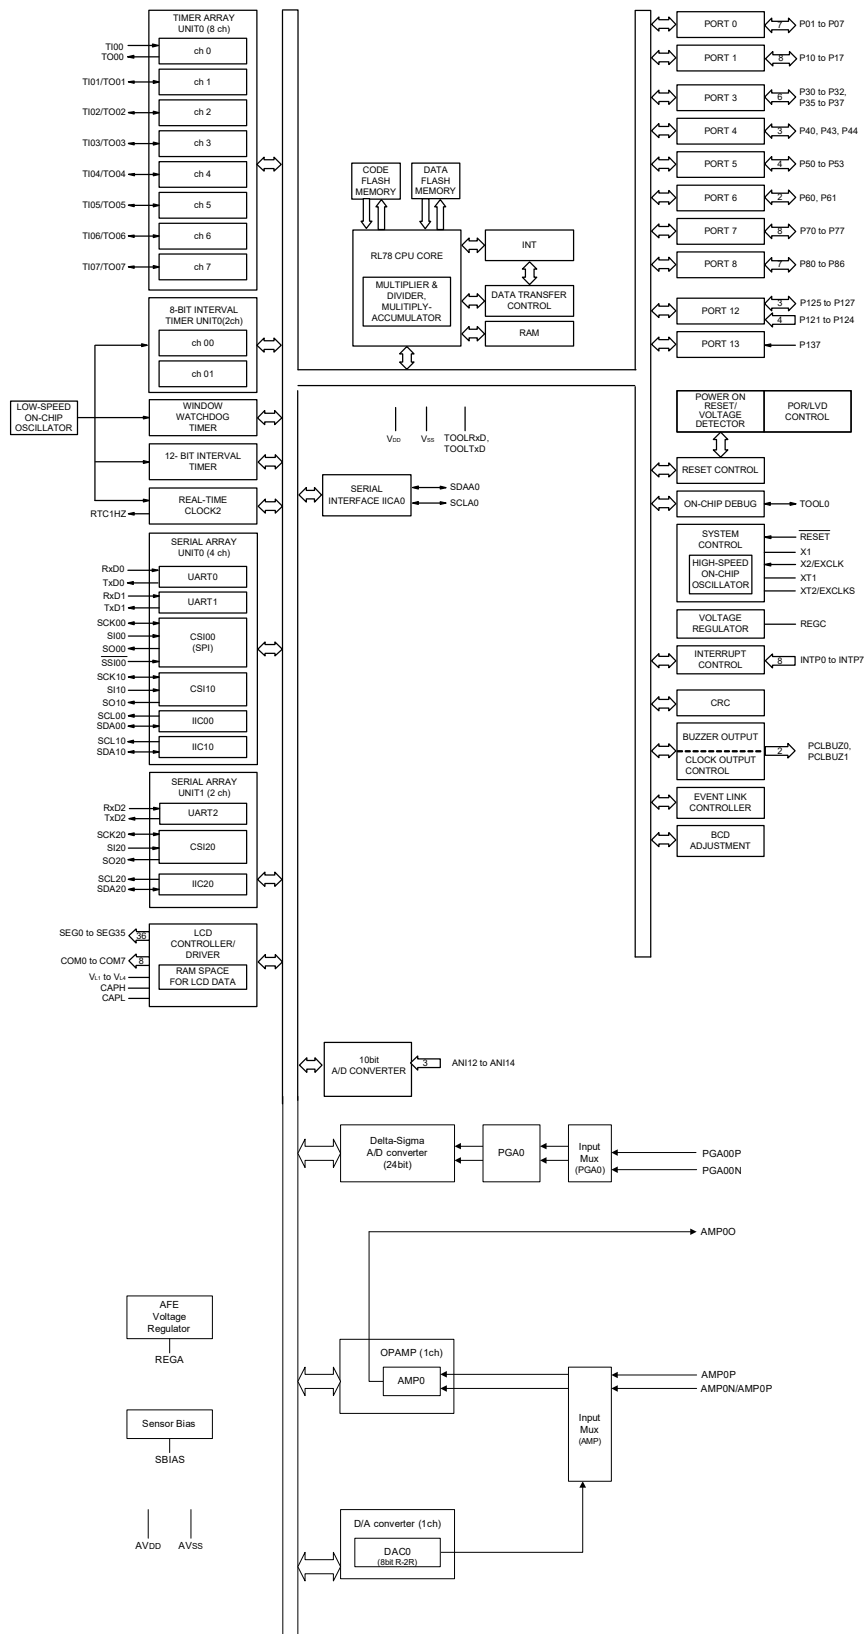 TIMER ARRAY
UNIT0 (8 ch)
TI00
TO00
ch 0
TI01/TO01
ch 1
TI02/TO02
ch 2
TI03/TO03
ch 3
TI04/TO04
ch 4
TI05/TO05
ch 5
TI06/TO06
ch 6
TI07/TO07
ch 7
8-BIT INTERVAL
TIMER UNIT0(2ch)
ch 00
ch 01
LOW-SPEED
ON-CHIP
OSCILLATOR
WINDOW
WATCHDOG
TIMER
12- BIT INTERVAL
TIMER
REAL-TIME
CLOCK2
RTC1HZ
SERIAL ARRAY
UNIT0 (4 ch)
RxD0
TxD0
UART0
RxD1
TxD1
UART1
SCK00
SI00
SO00
SSI00
CSI00
(SPI)
SCK10
SI10
SO10
CSI10
SCL00
SDA00
IIC00
SCL10
SDA10
IIC10
SERIAL ARRAY
UNIT1 (2 ch)
RxD2
TxD2
UART2
SCK20
SI20
SO20
CSI20
SCL20
SDA20
IIC20
SEG0 to SEG35
36
COM0 to COM7
8
VL1 to VL4
CAPH
CAPL
LCD
CONTROLLER/
DRIVER
RAM SPACE
FOR LCD DATA
CODE
FLASH
MEMORY
DATA
FLASH
MEMORY
RL78 CPU CORE
MULTIPLIER &
DIVIDER,
MULITIPLY-
ACCUMULATOR
INT
DATA TRANSFER
CONTROL
RAM
VDD
VSS
TOOLRxD,
TOOLTxD
SERIAL
INTERFACE IICA0
SDAA0
SCLA0
PORT 0
7
P01 to P07
PORT 1
8
P10 to P17
PORT 3
6
P30 to P32,
P35 to P37
PORT 4
3
P40, P43, P44
PORT 5
4
P50 to P53
PORT 6
2
P60, P61
PORT 7
8
P70 to P77
PORT 8
7
P80 to P86
PORT 12
3
P125 to P127
4
P121 to P124
PORT 13
P137
POWER ON
RESET/
VOLTAGE
DETECTOR
POR/LVD
CONTROL
RESET CONTROL
ON-CHIP DEBUG
TOOL0
SYSTEM
CONTROL
HIGH-SPEED
ON-CHIP
OSCILLATOR
RESET
X1
X2/EXCLK
XT1
XT2/EXCLKS
VOLTAGE
REGULATOR
REGC
INTERRUPT
CONTROL
8
INTP0 to INTP7
CRC
BUZZER OUTPUT
CLOCK OUTPUT
CONTROL
2
PCLBUZ0,
PCLBUZ1
EVENT LINK
CONTROLLER
BCD
ADJUSTMENT
10bit
A/D CONVERTER
3
ANI12 to ANI14
Delta-Sigma
A/D converter
(24bit)
PGA0
Input
Mux
(PGA0)
PGA00P
PGA00N
AMP0O
AFE
Voltage
Regulator
REGA
OPAMP (1ch)
AMP0
AMP0P
AMP0N/AMP0P
Input
Mux
(AMP)
Sensor Bias
SBIAS
AVDD
AVSS
D/A converter (1ch)
DAC0
(8bit R-2R)